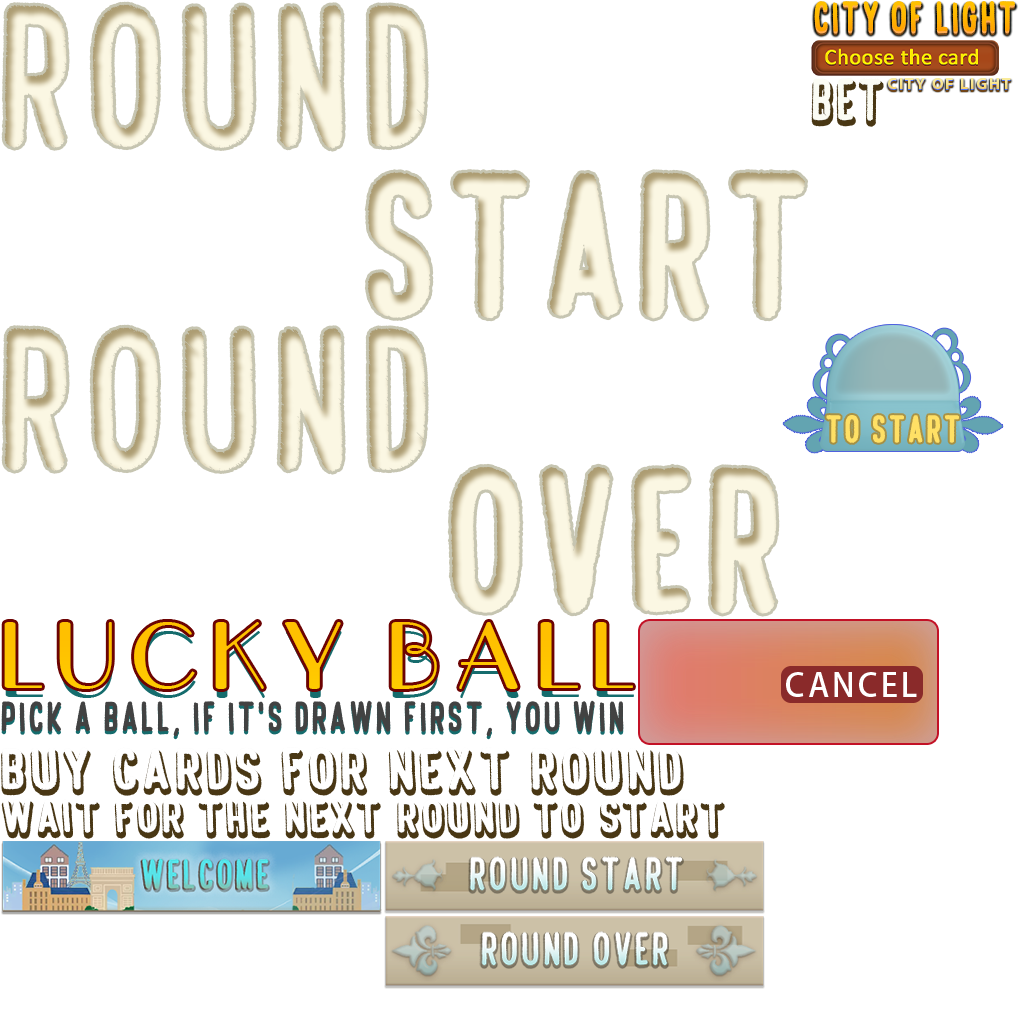 ROUND
START
CITY OF LIGHT
Choose the card
CITY OF LIGHT
BET
ROUND
OVER
TO START
LUCKY BALL
PICK A BALL, IF IT'S DRAWN FIRST, YOU WIN
CANCEL
BUY CARDS FOR NEXT ROUND
WAIT FOR THE NEXT ROUND TO START
WELCOME
ROUND START
ROUND OVER